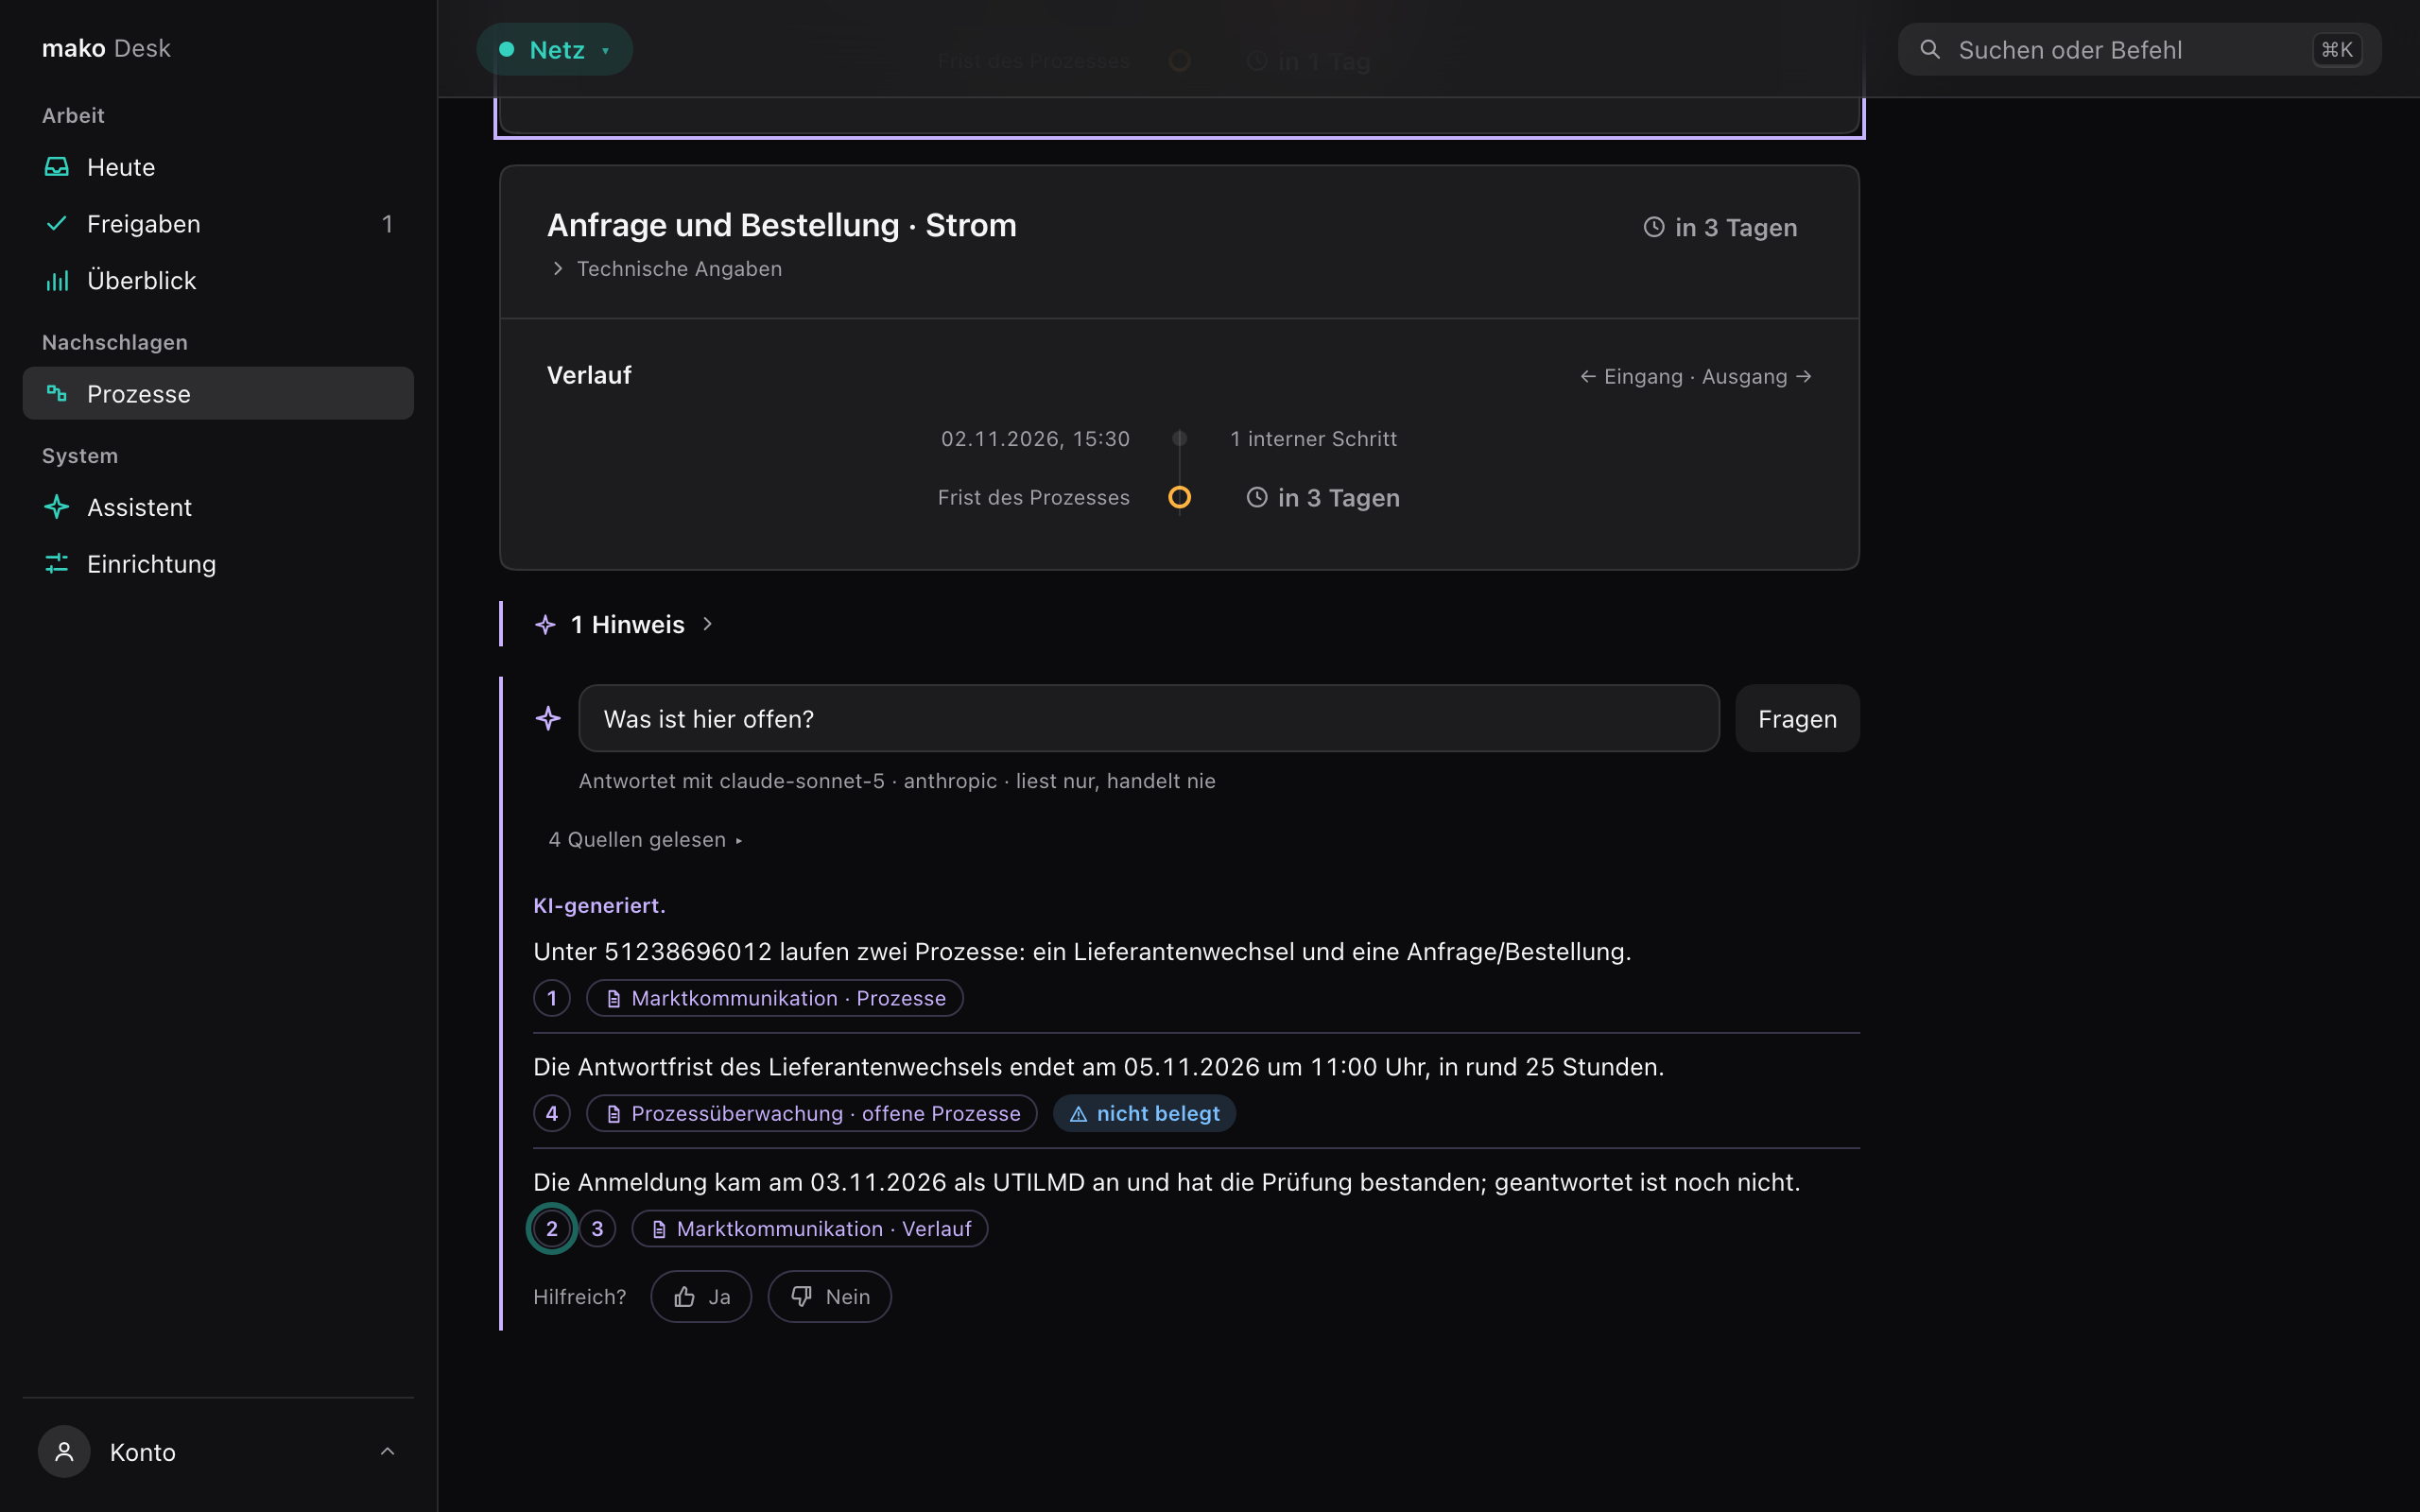 mako Desk
Arbeit
Heute
Freigaben 1
Überblick
Nachschlagen
Prozesse
System
Assistent
Einrichtung
Konto
Netz
Suchen oder Befehl ⌘K
Frist des Prozesses in 1 Tag
Anfrage und Bestellung · Strom in 3 Tagen
Technische Angaben
Verlauf ← Eingang · Ausgang →
02.11.2026, 15:30 1 interner Schritt
Frist des Prozesses in 3 Tagen
1 Hinweis
Was ist hier offen? Fragen
Antwortet mit claude-sonnet-5 · anthropic · liest nur, handelt nie
4 Quellen gelesen
KI-generiert.
Unter 51238696012 laufen zwei Prozesse: ein Lieferantenwechsel und eine Anfrage/Bestellung.
1 Marktkommunikation · Prozesse
Die Antwortfrist des Lieferantenwechsels endet am 05.11.2026 um 11:00 Uhr, in rund 25 Stunden.
4 Prozessüberwachung · offene Prozesse nicht belegt
Die Anmeldung kam am 03.11.2026 als UTILMD an und hat die Prüfung bestanden; geantwortet ist noch nicht.
2 3 Marktkommunikation · Verlauf
Hilfreich? Ja Nein